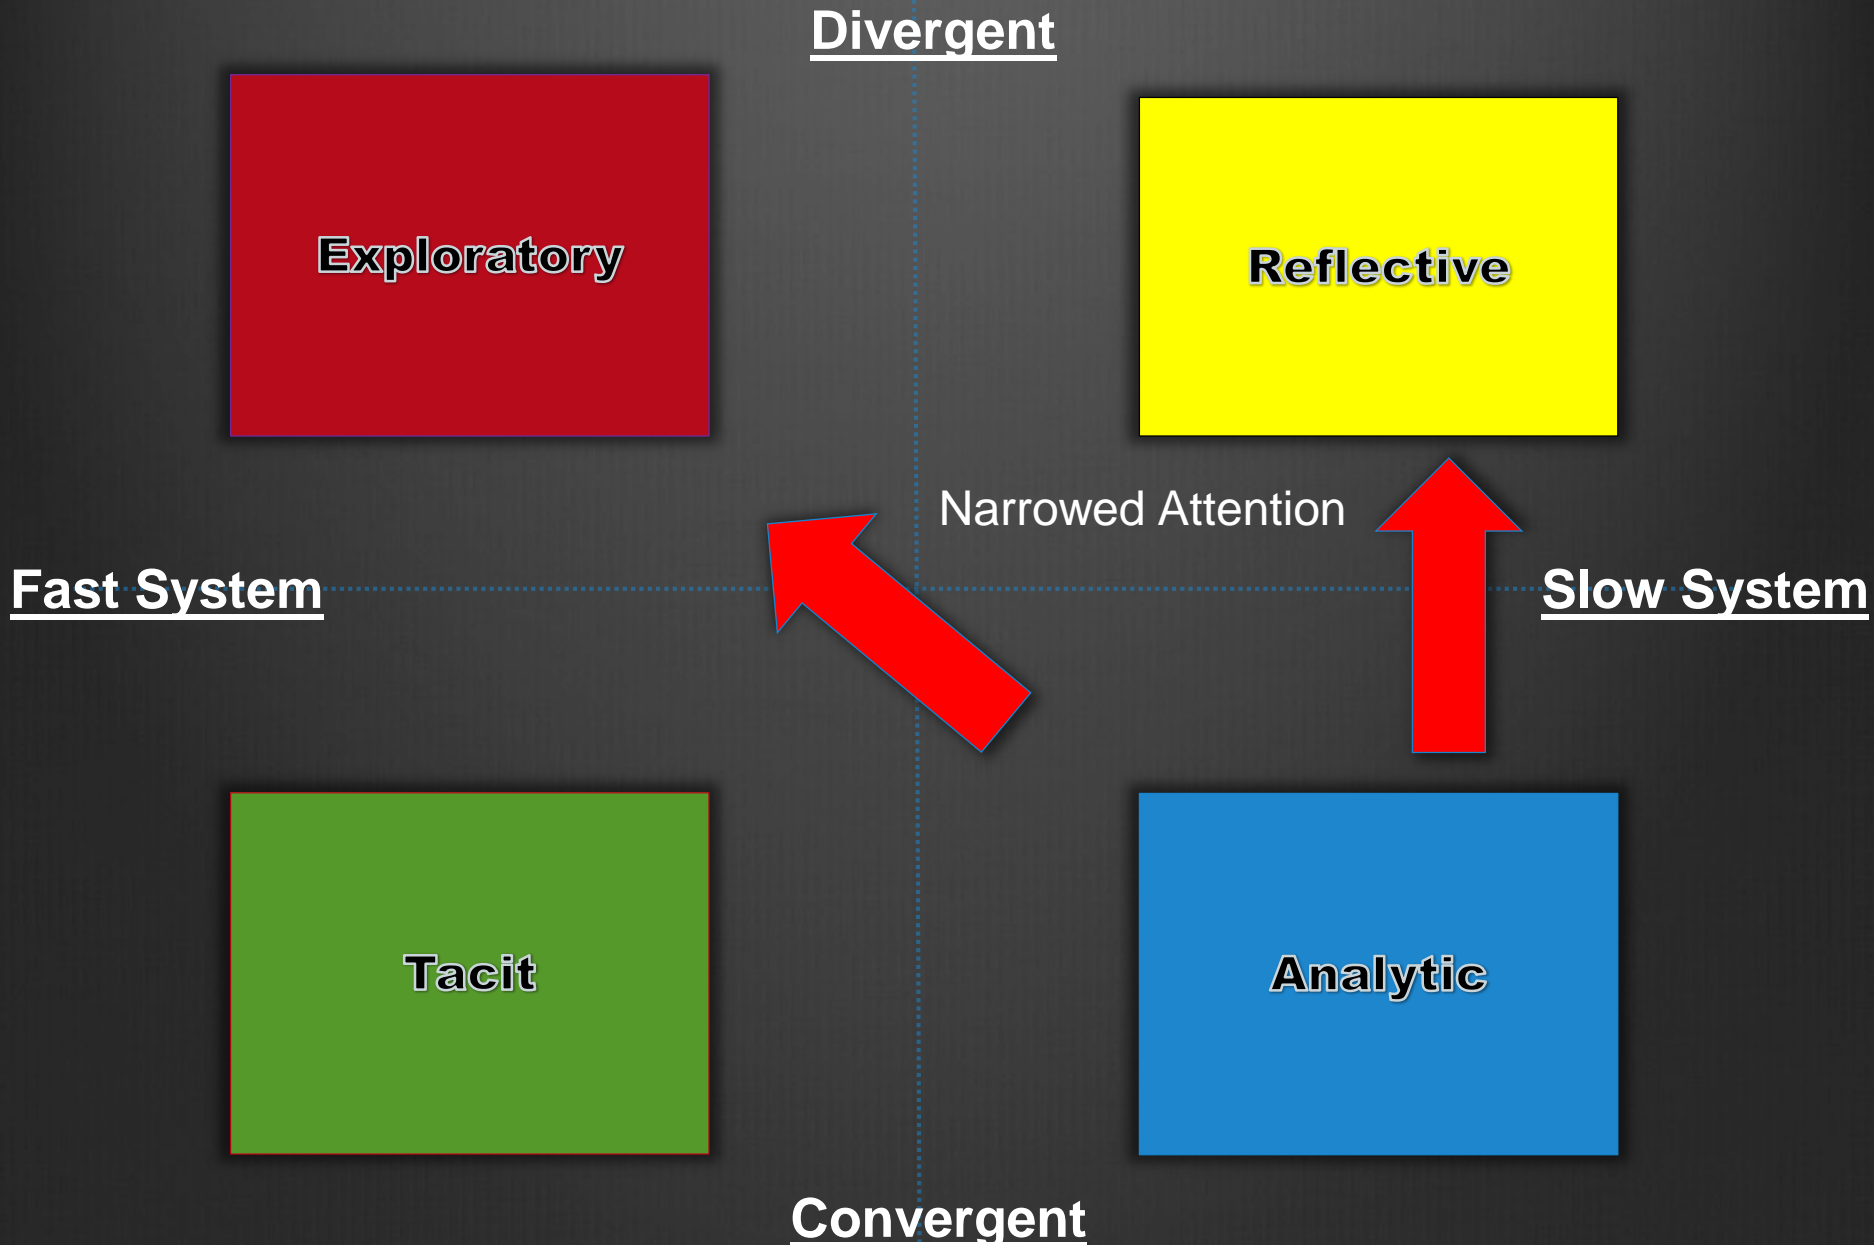 Divergent
Exploratory
Reflective
Narrowed Attention
Fast System
Slow System
Tacit
Analytic
Convergent